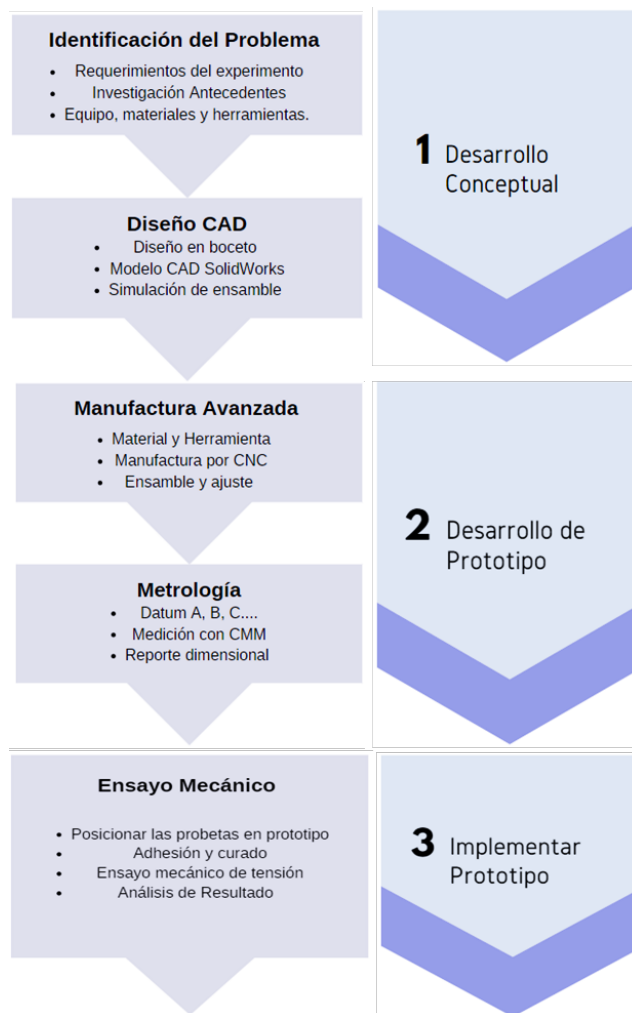 Identificación del Problema
• Requerimientos del experimento
• Investigación Antecedentes
• Equipo, materiales y herramientas.
1 Desarrollo
Conceptual
Diseño CAD
• Diseño en boceto
• Modelo CAD SolidWorks
• Simulación de ensamble
Manufactura Avanzada
• Material y Herramienta
• Manufactura por CNC
• Ensamble y ajuste
2 Desarrollo de
Prototipo
Metrología
• Datum A, B, C....
• Medición con CMM
• Reporte dimensional
Ensayo Mecánico
• Posicionar las probetas en prototipo
• Adhesión y curado
• Ensayo mecánico de tensión
• Análisis de Resultado
3 Implementar
Prototipo